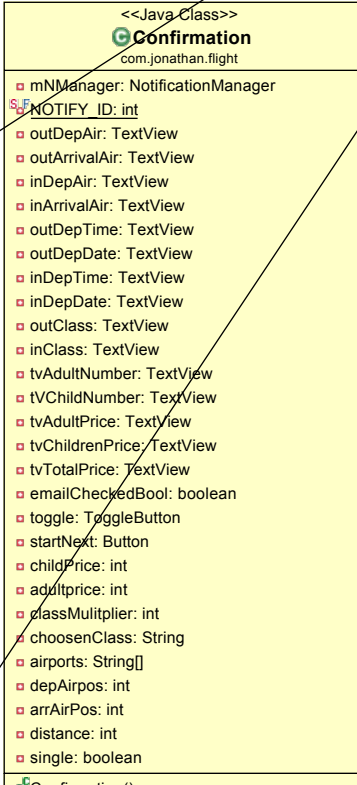 <<Java Class>>
Confirmation
com.jonathan.flight
mNManager: NotificationManager
NOTIFY_ID: int
outDepAir: TextView
outArrivalAir: TextView
inDepAir: TextView
inArrivalAir: TextView
outDepTime: TextView
outDepDate: TextView
inDepTime: TextView
inDepDate: TextView
outClass: TextView
inClass: TextView
tvAdultNumber: TextView
tVChildNumber: TextView
tvAdultPrice: TextView
tvChildrenPrice: TextView
tvTotalPrice: TextView
emailCheckedBool: boolean
toggle: ToggleButton
startNext: Button
childPrice: int
adultprice: int
classMulitplier: int
choosenClass: String
airports: String[]
depAirpos: int
arrAirPos: int
distance: int
single: boolean
Confirmation()